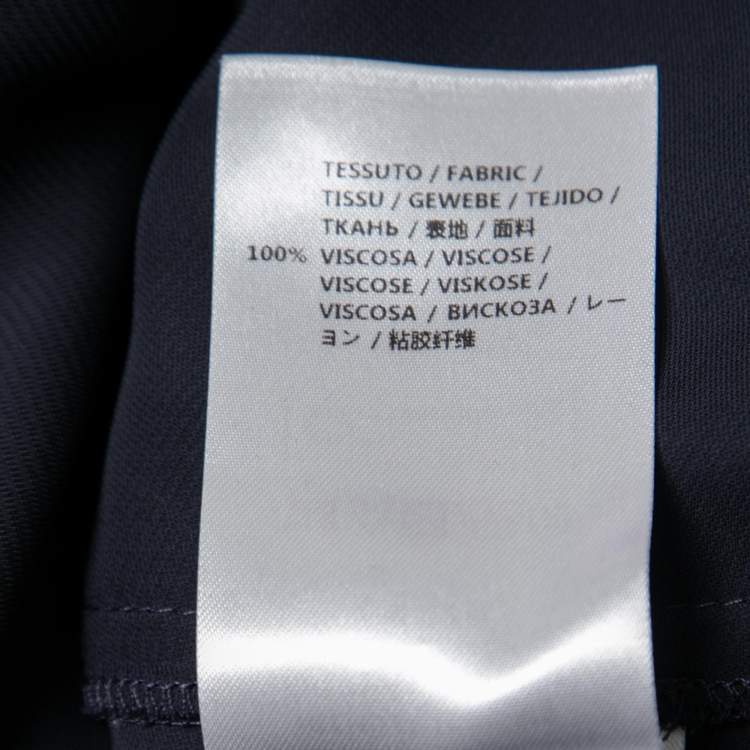 TESSUTO / FABRIC /
TISSU / GEWEBE / TEJIDO /
ТКАНЬ / 表地 / 面料
100% VISCOSA / VISCOSE /
VISCOSE / VISKOSE /
VISCOSA / ВИСКОЗА / レー
ヨン / 粘胶纤维